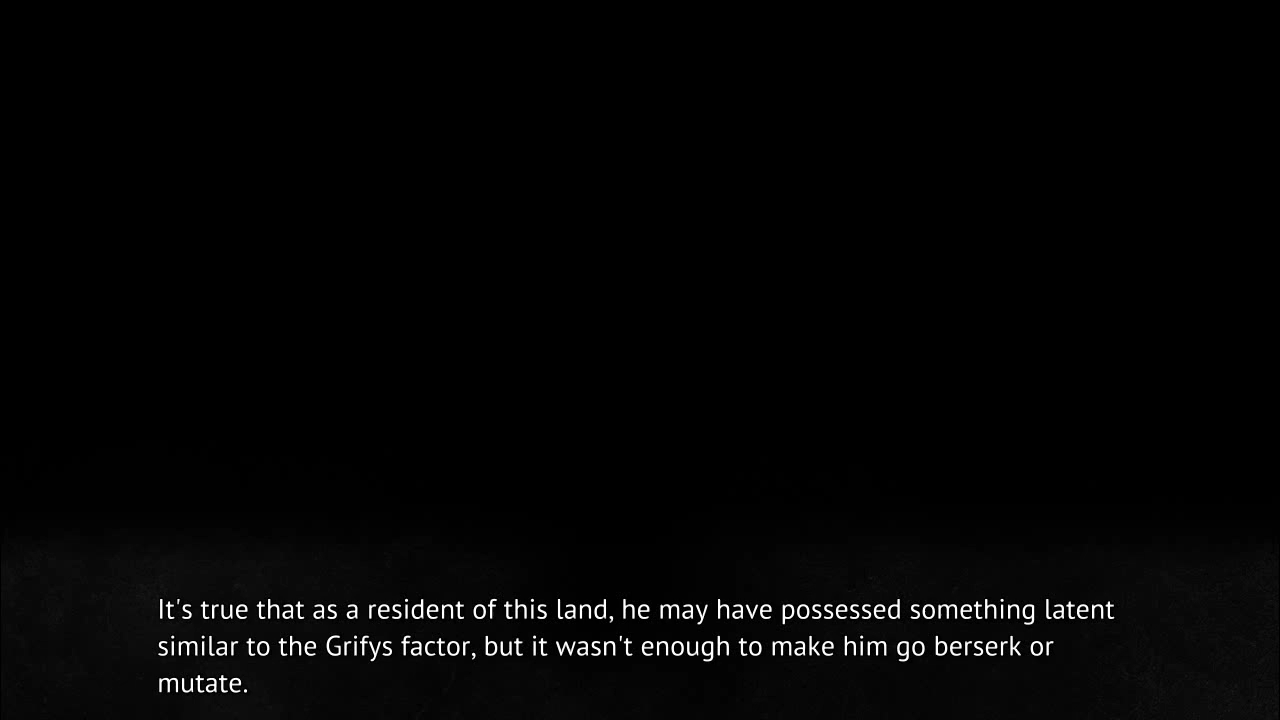 It's true that as a resident of this land, he may have possessed something latent
similar to the Grifys factor, but it wasn't enough to make him go berserk or
mutate.